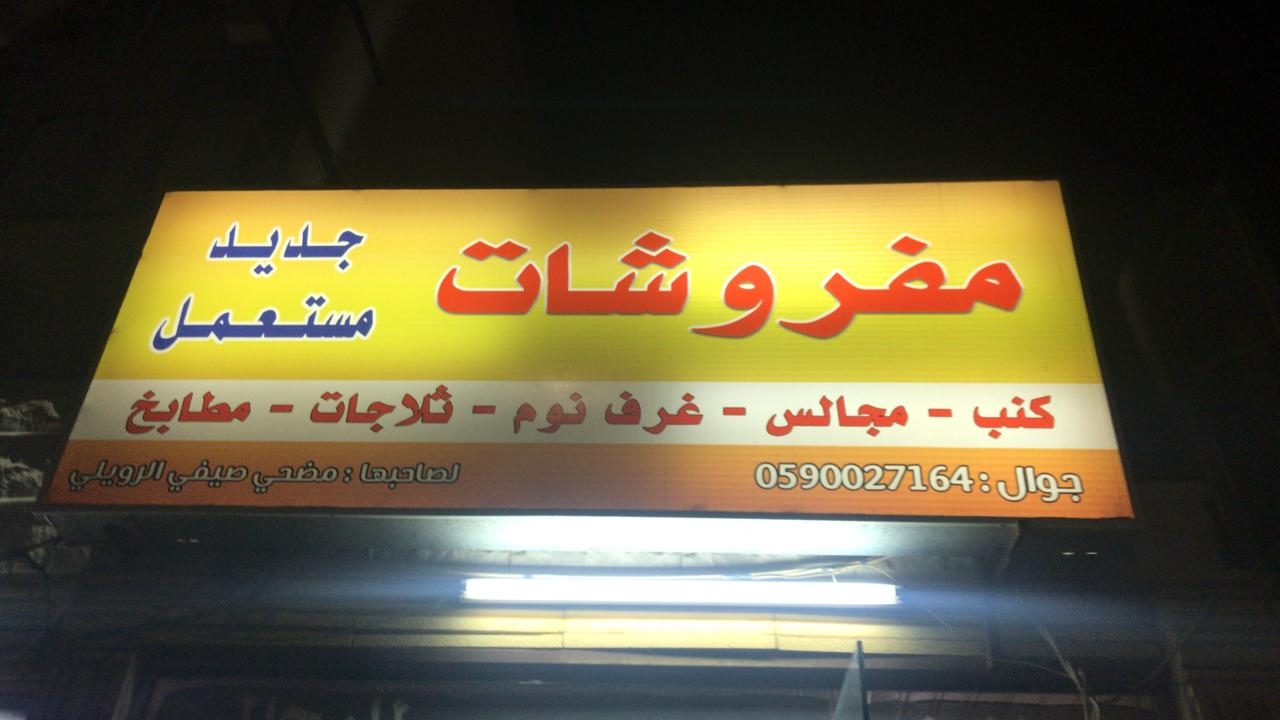 مفروشات
جديد
مستعمل
كنب - مجالس - غرف نوم - ثلاجات - مطابخ
جوال : 0590027164
لصاحبها : مضحي صيفي الرويلي